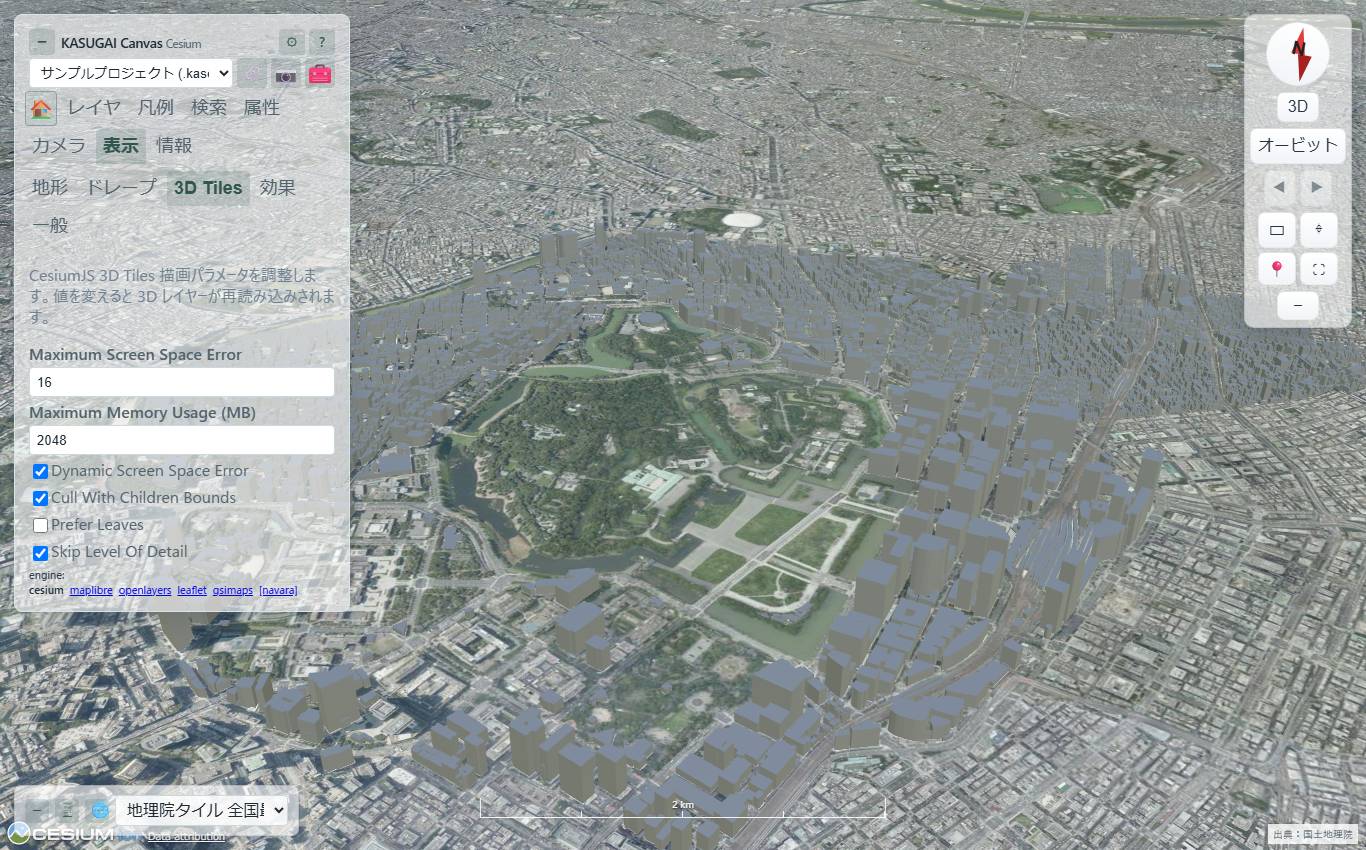 − KASUGAI Canvas Cesium ⚙ ?
サンプルプロジェクト (.kas
レイヤ 凡例 検索 属性
カメラ 表示 情報
地形 ドレープ 3D Tiles 効果
一般
CesiumJS 3D Tiles 描画パラメータを調整しま
す。値を変えると 3D レイヤーが再読み込みされま
す。
Maximum Screen Space Error
16
Maximum Memory Usage (MB)
2048
Dynamic Screen Space Error
Cull With Children Bounds
Prefer Leaves
Skip Level Of Detail
engine:
cesium maplibre openlayers leaflet gsimaps [navara]
N
3D
オービット
−
2 km
− 地理院タイル 全国
CESIUM ion Data attribution
出典：国土地理院